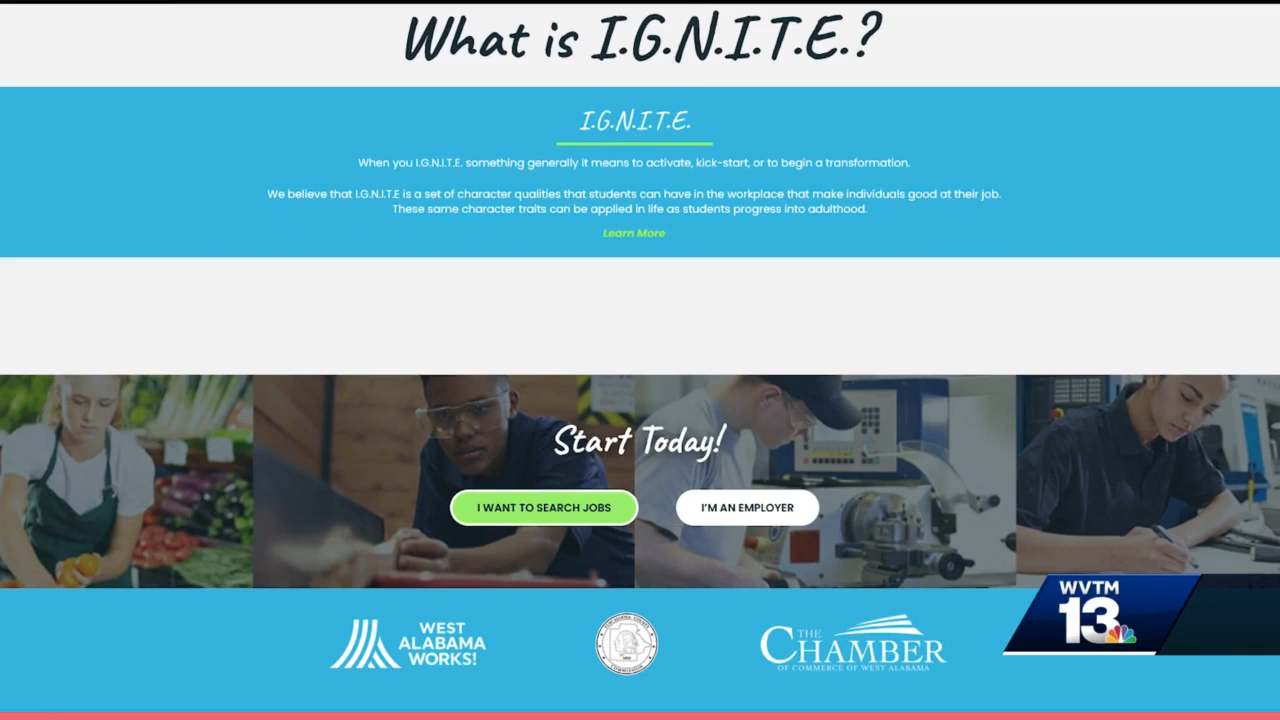 What is I.G.N.I.T.E.?
I.G.N.I.T.E.
When you I.G.N.I.T.E. something generally it means to activate, kick-start, or to begin a transformation.
We believe that I.G.N.I.T.E is a set of character qualities that students can have in the workplace that make individuals good at their job.
These same character traits can be applied in life as students progress into adulthood.
Learn More
Start Today!
I WANT TO SEARCH JOBS
I'M AN EMPLOYER
WEST
ALABAMA
WORKS!
COMMISSION
THE
CHAMBER
OF COMMERCE OF WEST ALABAMA
WVTM
13